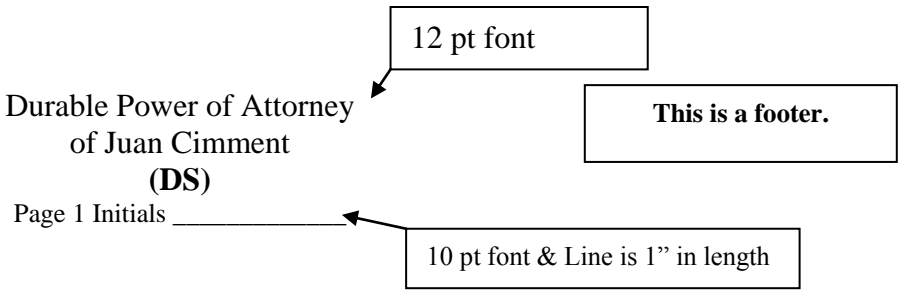 12 pt font
Durable Power of Attorney
of Juan Cimment
(DS)
This is a footer.
Page 1 Initials _____________
10 pt font & Line is 1” in length